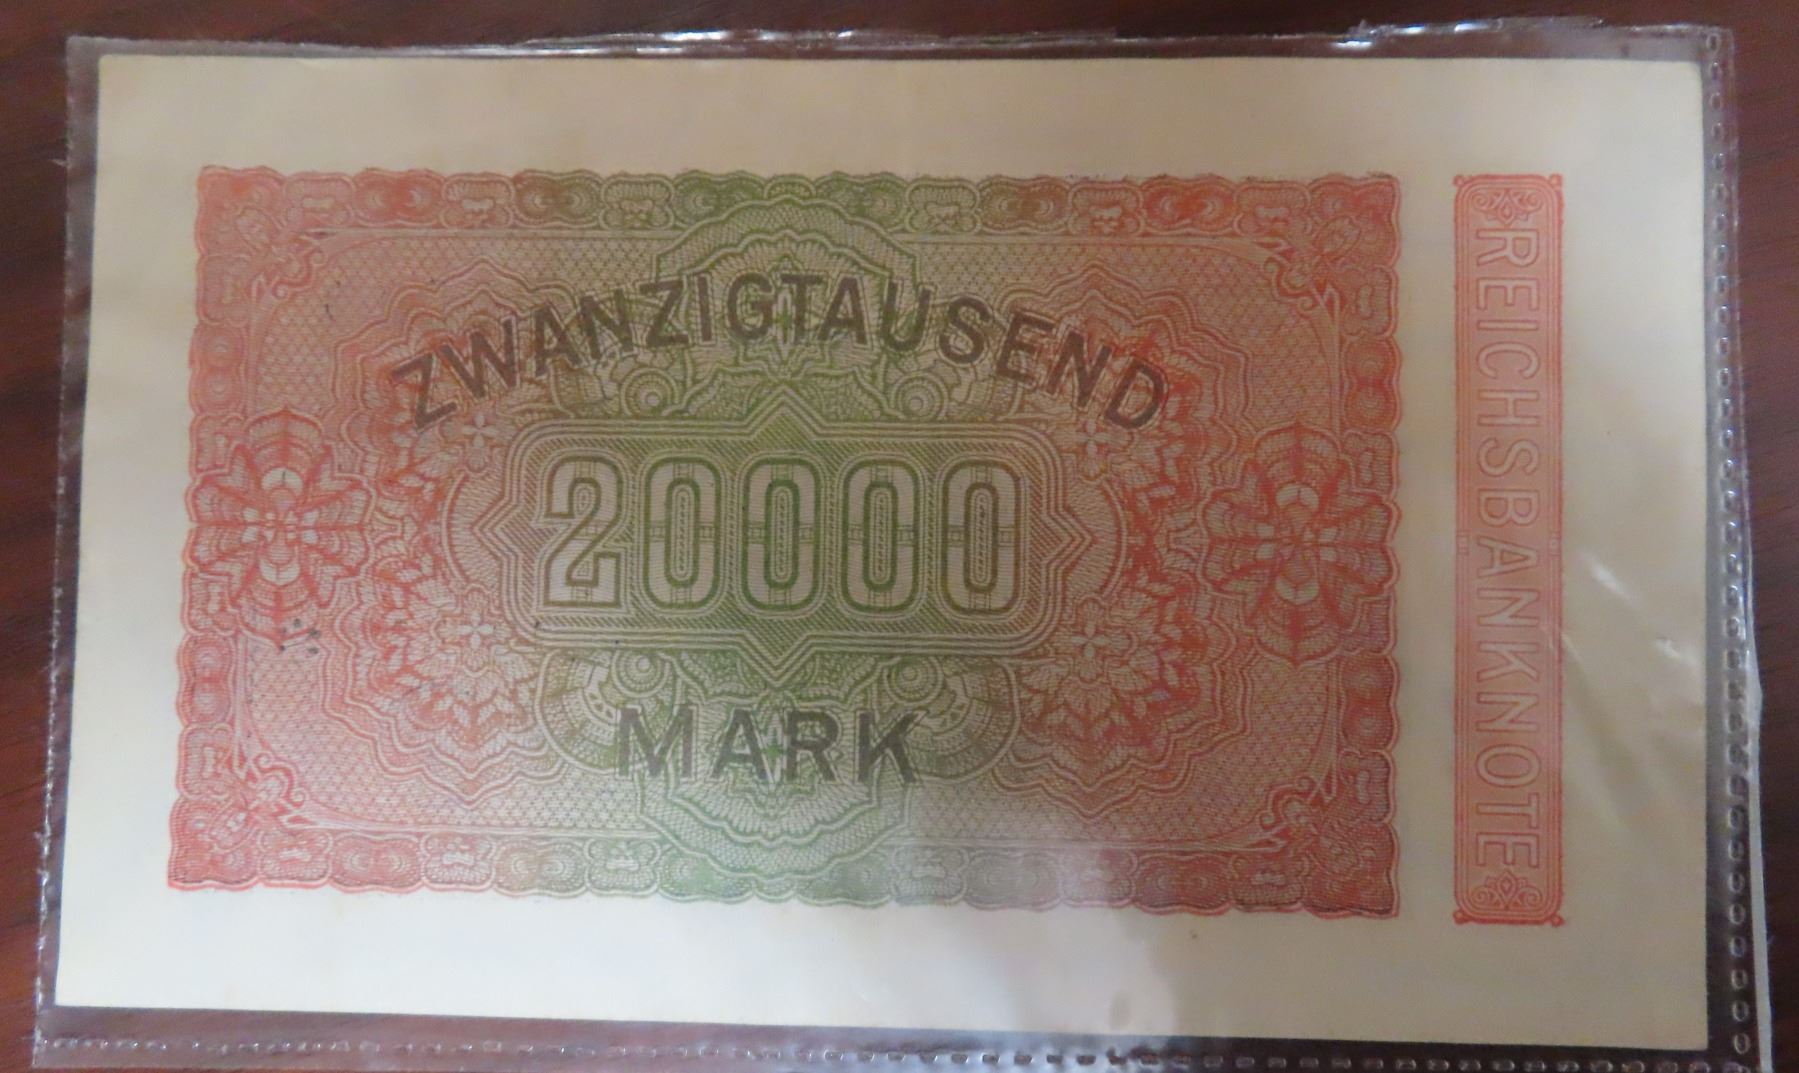 ZWANZIGTAUSEND
20000
MARK
REICHSBANKNOTE